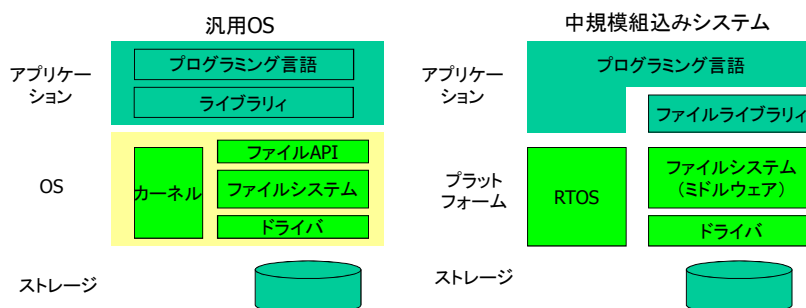 汎用OS
アプリケー
ション
プログラミング言語
ライブラリィ
OS
カーネル
ファイルAPI
ファイルシステム
ドライバ
ストレージ
中規模組込みシステム
アプリケー
ション
プログラミング言語
ファイルライブラリィ
プラット
フォーム
RTOS
ファイルシステム
(ミドルウェア)
ドライバ
ストレージ